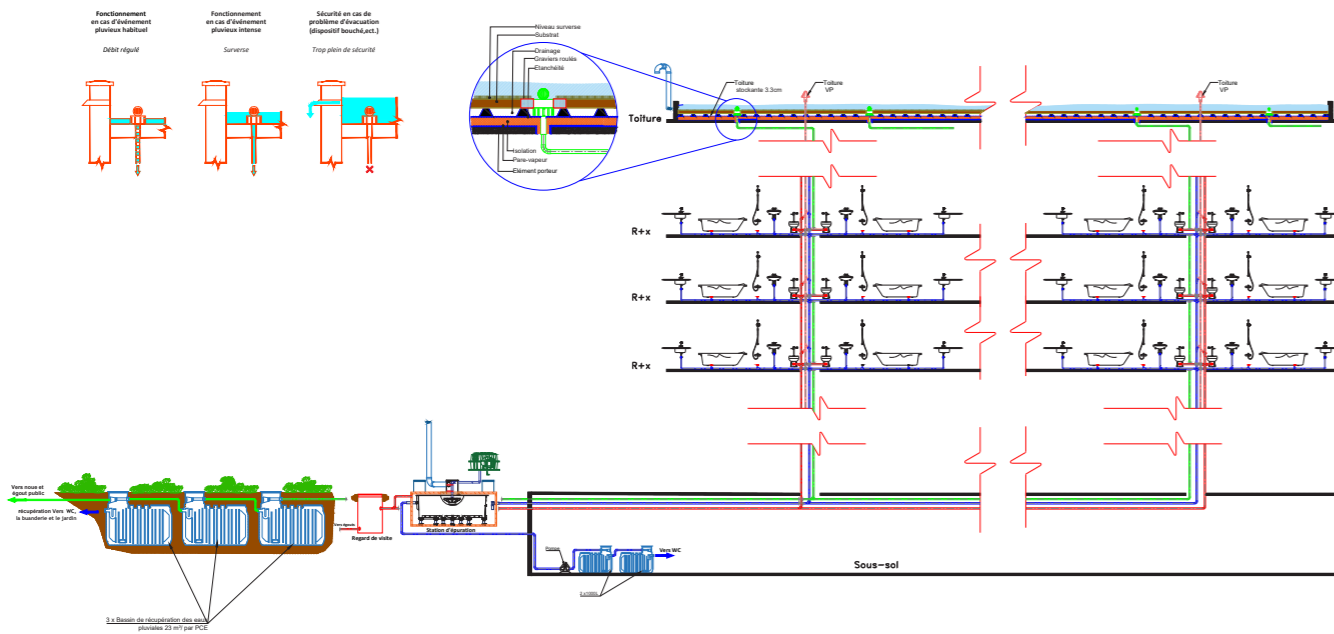 Fonctionnement
en cas d'événement
pluvieux habituel
Débit régulé
Fonctionnement
en cas d'événement
pluvieux intense
Surverse
Sécurité en cas de
problème d'évacuation
(dispositif bouché,ect.)
Trop plein de sécurité
Niveau surverse
Substrat
Drainage
Graviers roulés
Etanchéité
Isolation
Pare-vapeur
Elément porteur
Toiture
Toiture
stockante 3.3cm
Toiture
VP
Toiture
VP
R+x
R+x
R+x
Vers noue et
égout public
récupération Vers WC,
la buanderie et le jardin
Vers égouts
Regard de visite
Station d'épuration
Pompe
Vers WC
Sous-sol
3 x Bassin de récupération des eaux
pluviales 23 m³/ par PCE